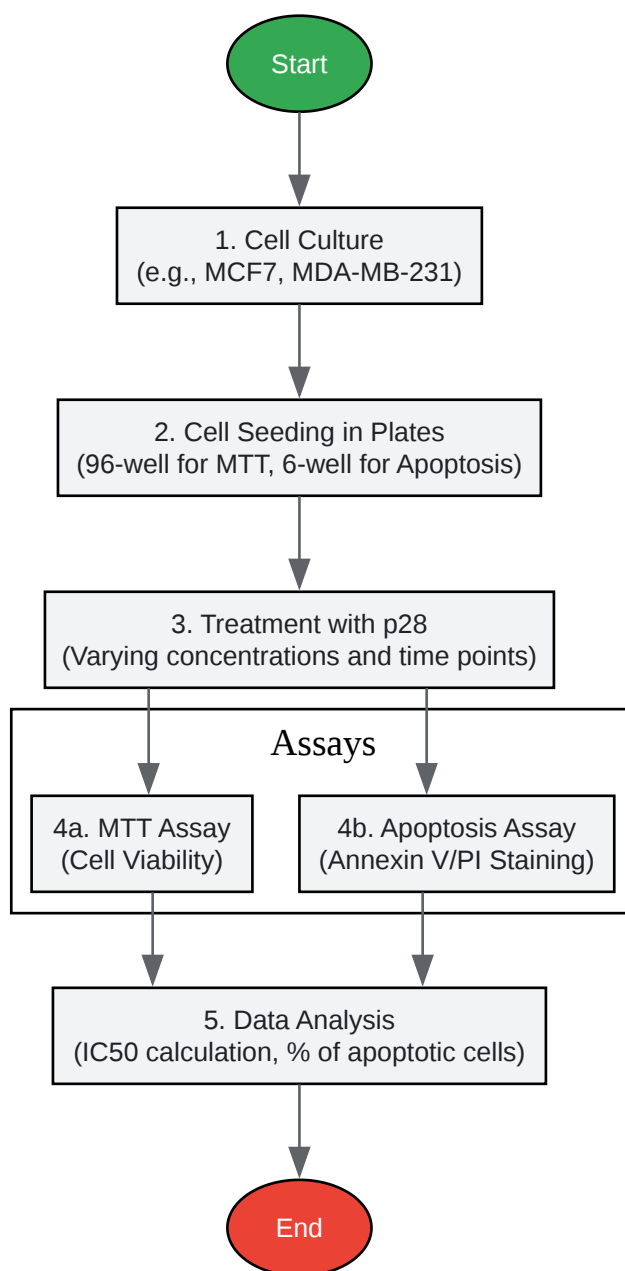 Start
1. Cell Culture
(e.g., MCF7, MDA-MB-231)
2. Cell Seeding in Plates
(96-well for MTT, 6-well for Apoptosis)
3. Treatment with p28
(Varying concentrations and time points)
Assays
4a. MTT Assay
(Cell Viability)
4b. Apoptosis Assay
(Annexin V/PI Staining)
5. Data Analysis
(IC50 calculation, % of apoptotic cells)
End